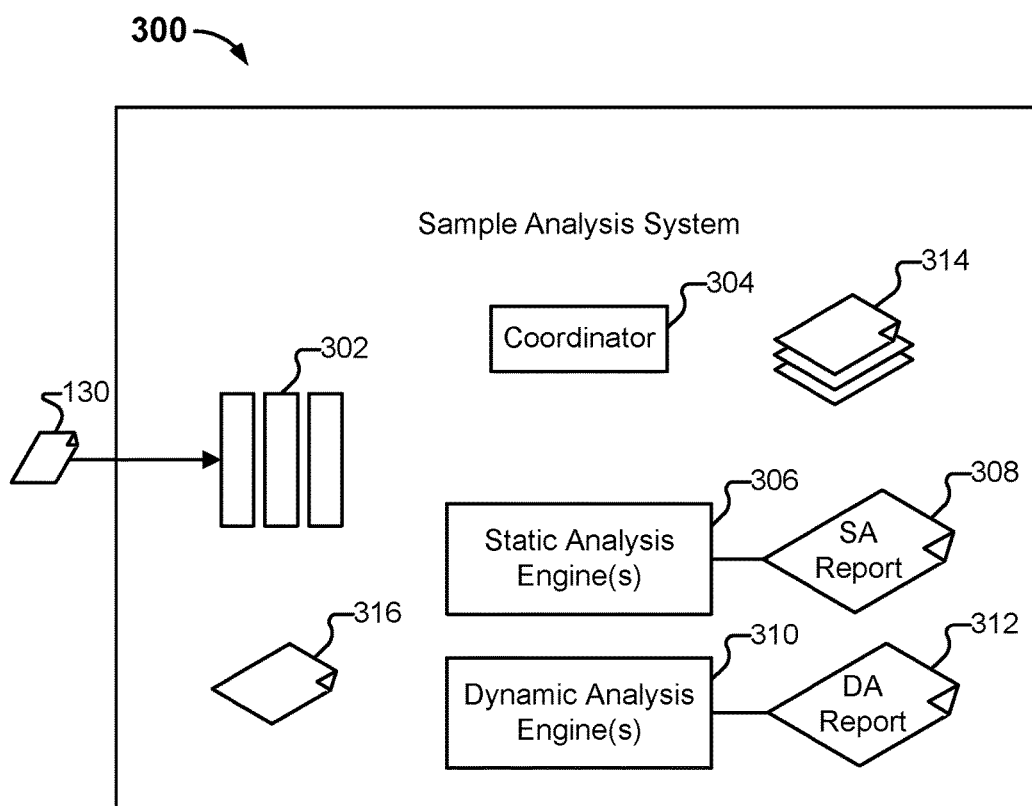 300
Sample Analysis System
314
304
Coordinator
302
130
306
308
Static Analysis
Engine(s)
SA
Report
316
310
312
Dynamic Analysis
Engine(s)
DA
Report